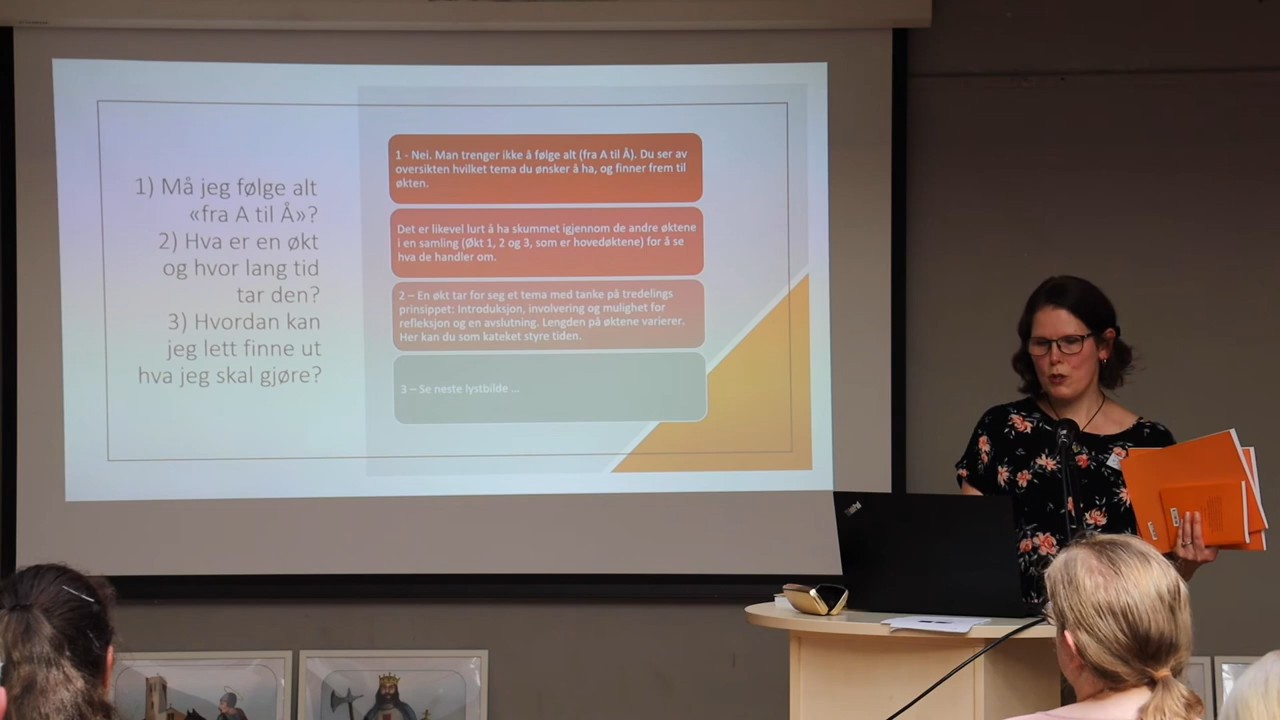 1) Må jeg følge alt
«fra A til Å»?
2) Hva er en økt
og hvor lang tid
tar den?
3) Hvordan kan
jeg lett finne ut
hva jeg skal gjøre?
1 - Nei. Man trenger ikke å følge alt (fra A til Å). Du ser av
oversikten hvilket tema du ønsker å ha, og finner frem til
økten.
Det er likevel lurt å ha skummet igjennom de andre øktene
i en samling (Økt 1, 2 og 3, som er hovedøktene) for å se
hva de handler om.
2 – En økt tar for seg et tema med tanke på tredelings
prinsippet: Introduksjon, involvering og mulighet for
refleksjon og en avslutning. Lengden på øktene varierer.
Her kan du som kateket styre tiden.
3 – Se neste lystbilde ...
ThinkPad